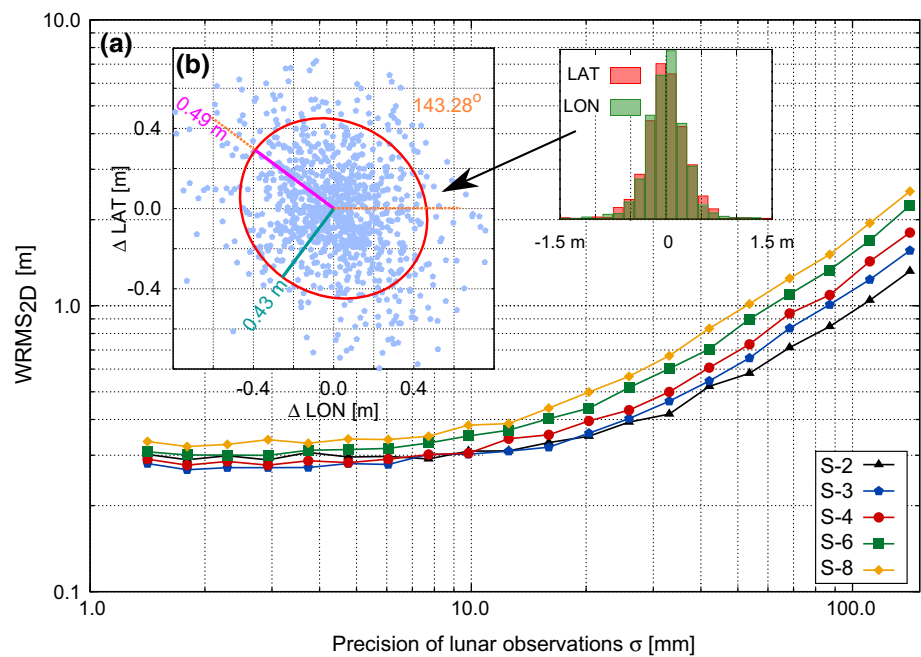 (a)
(b)
10.0
1.0
0.1
WRMS2D [m]
1.0
10.0
100.0
Precision of lunar observations σ [mm]
0.4
0.0
-0.4
Δ LAT [m]
-0.4
0.0
0.4
Δ LON [m]
0.49 m
0.43 m
143.28°
LAT
LON
-1.5 m
0
1.5 m
S-2
S-3
S-4
S-6
S-8